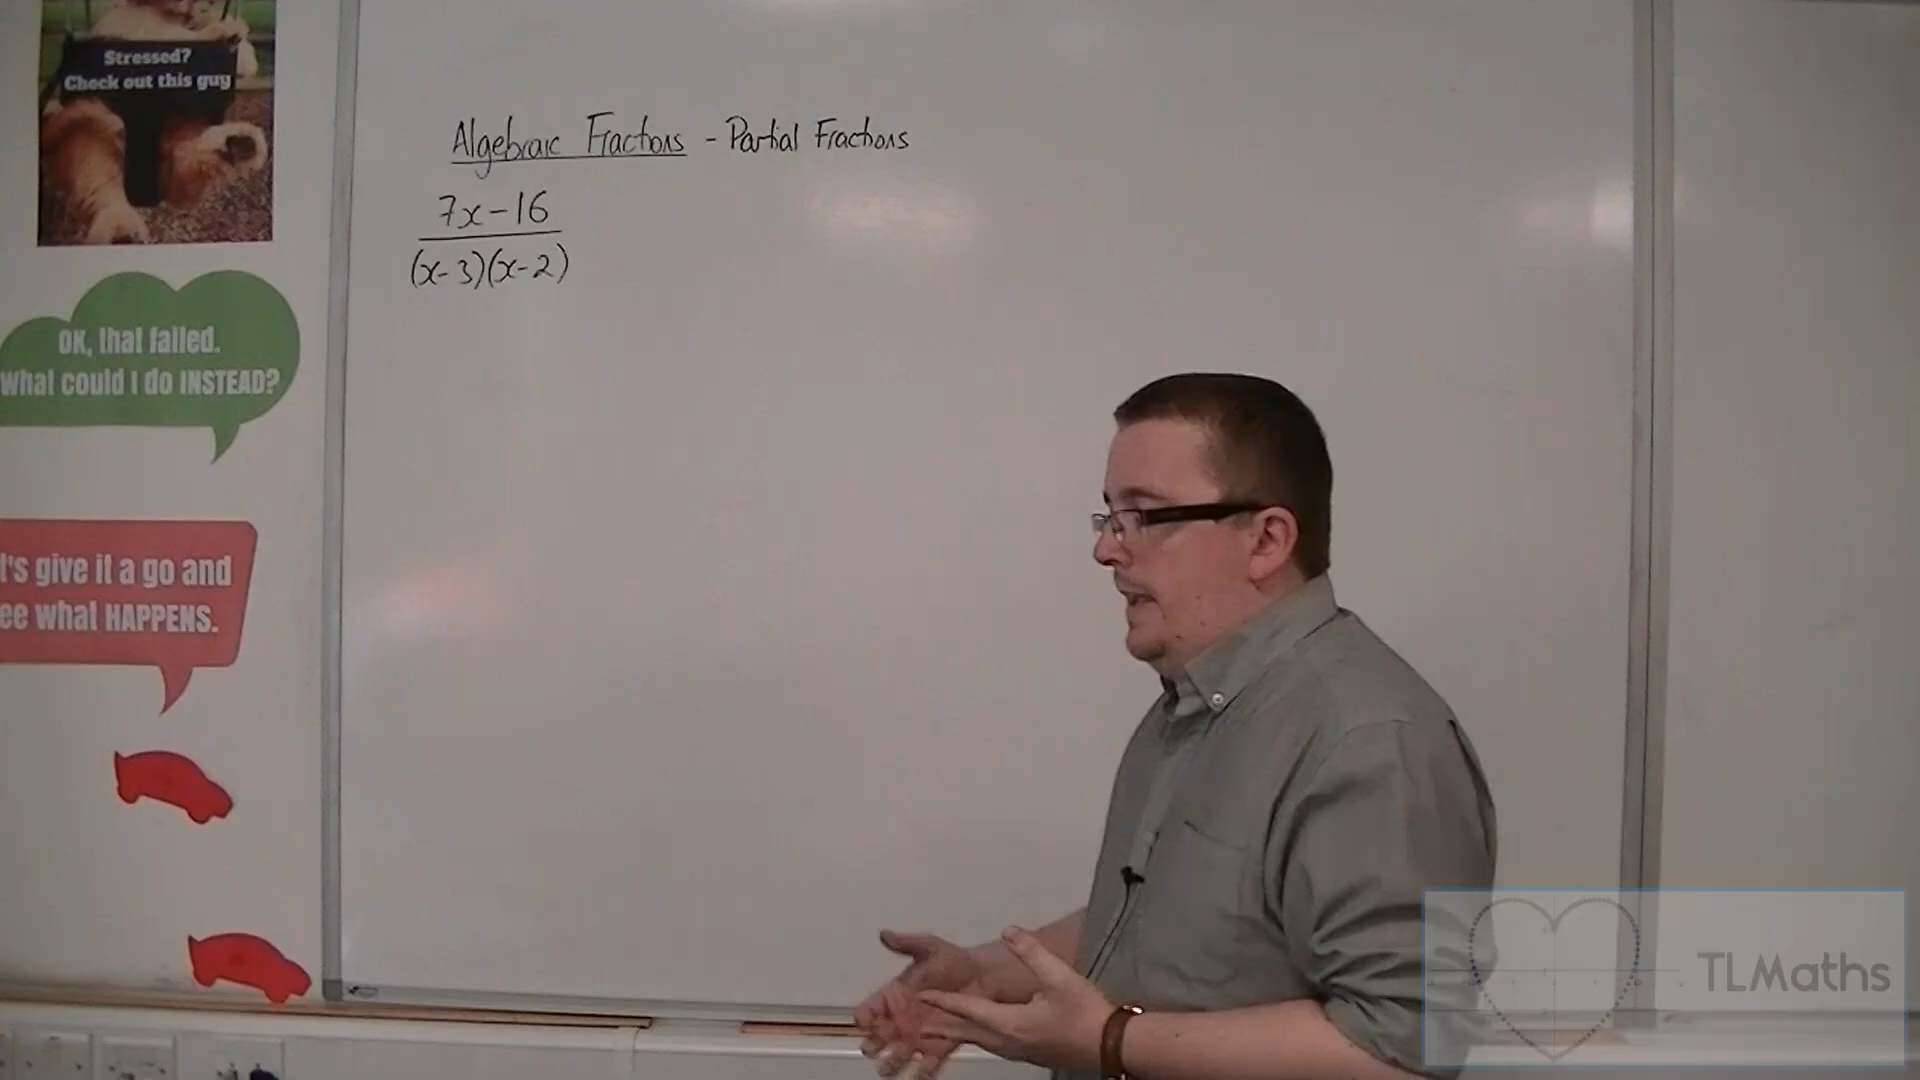 Stressed?
Check out this guy
Algebraic Fractions - Partial Fractions
7x-16
(x-3)(x-2)
OK, that failed.
What could I do INSTEAD?
's give it a go and
ee what HAPPENS.
TLMaths